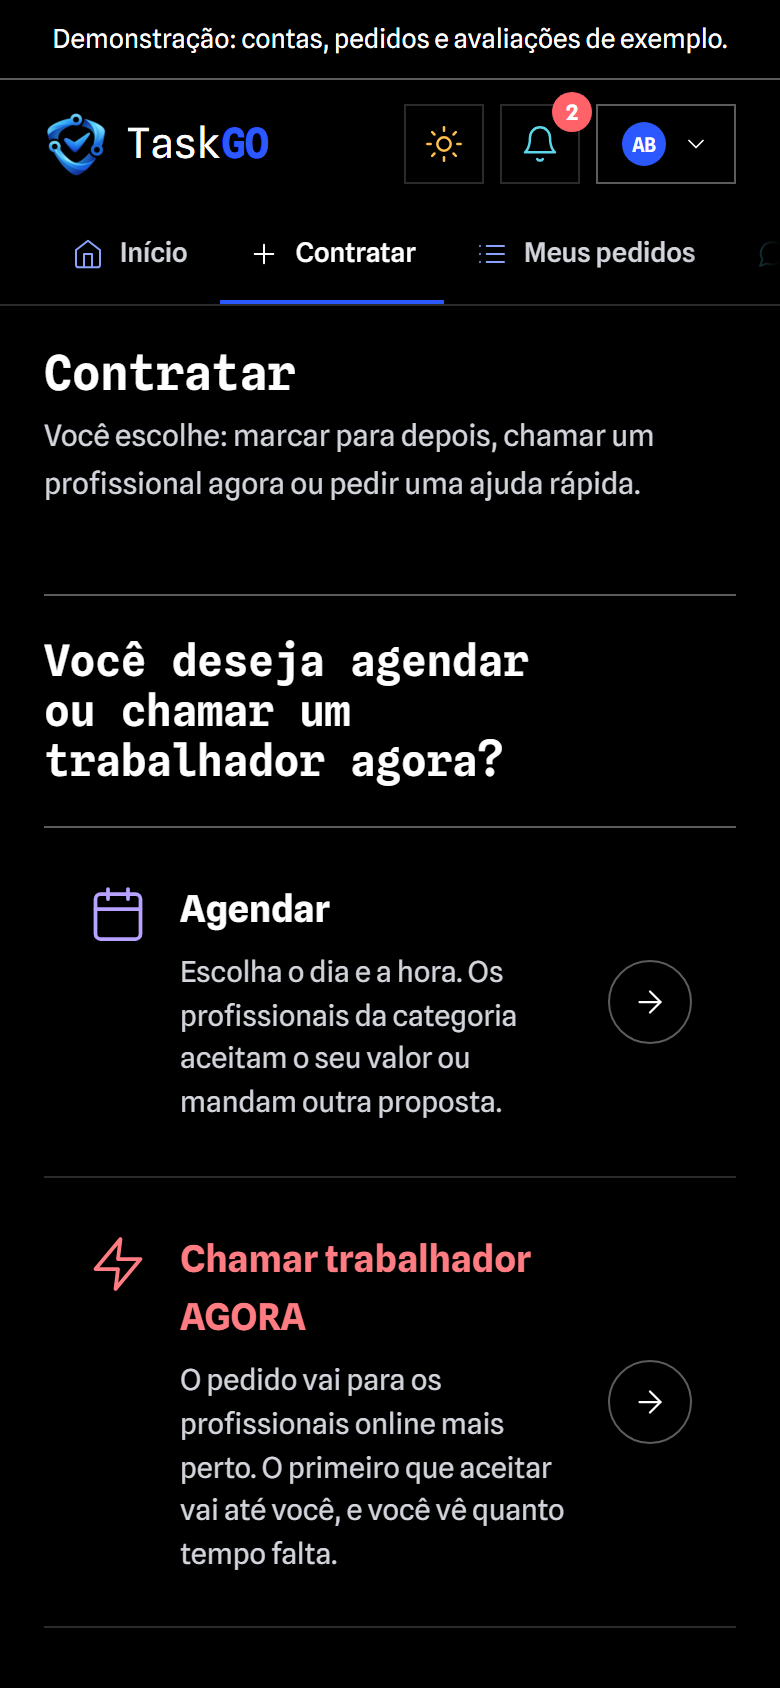 Demonstração: contas, pedidos e avaliações de exemplo.
TaskGO
2
AB
Início
Contratar
Meus pedidos
Contratar
Você escolhe: marcar para depois, chamar um
profissional agora ou pedir uma ajuda rápida.
Você deseja agendar
ou chamar um
trabalhador agora?
Agendar
Escolha o dia e a hora. Os
profissionais da categoria
aceitam o seu valor ou
mandam outra proposta.
Chamar trabalhador
AGORA
O pedido vai para os
profissionais online mais
perto. O primeiro que aceitar
vai até você, e você vê quanto
tempo falta.